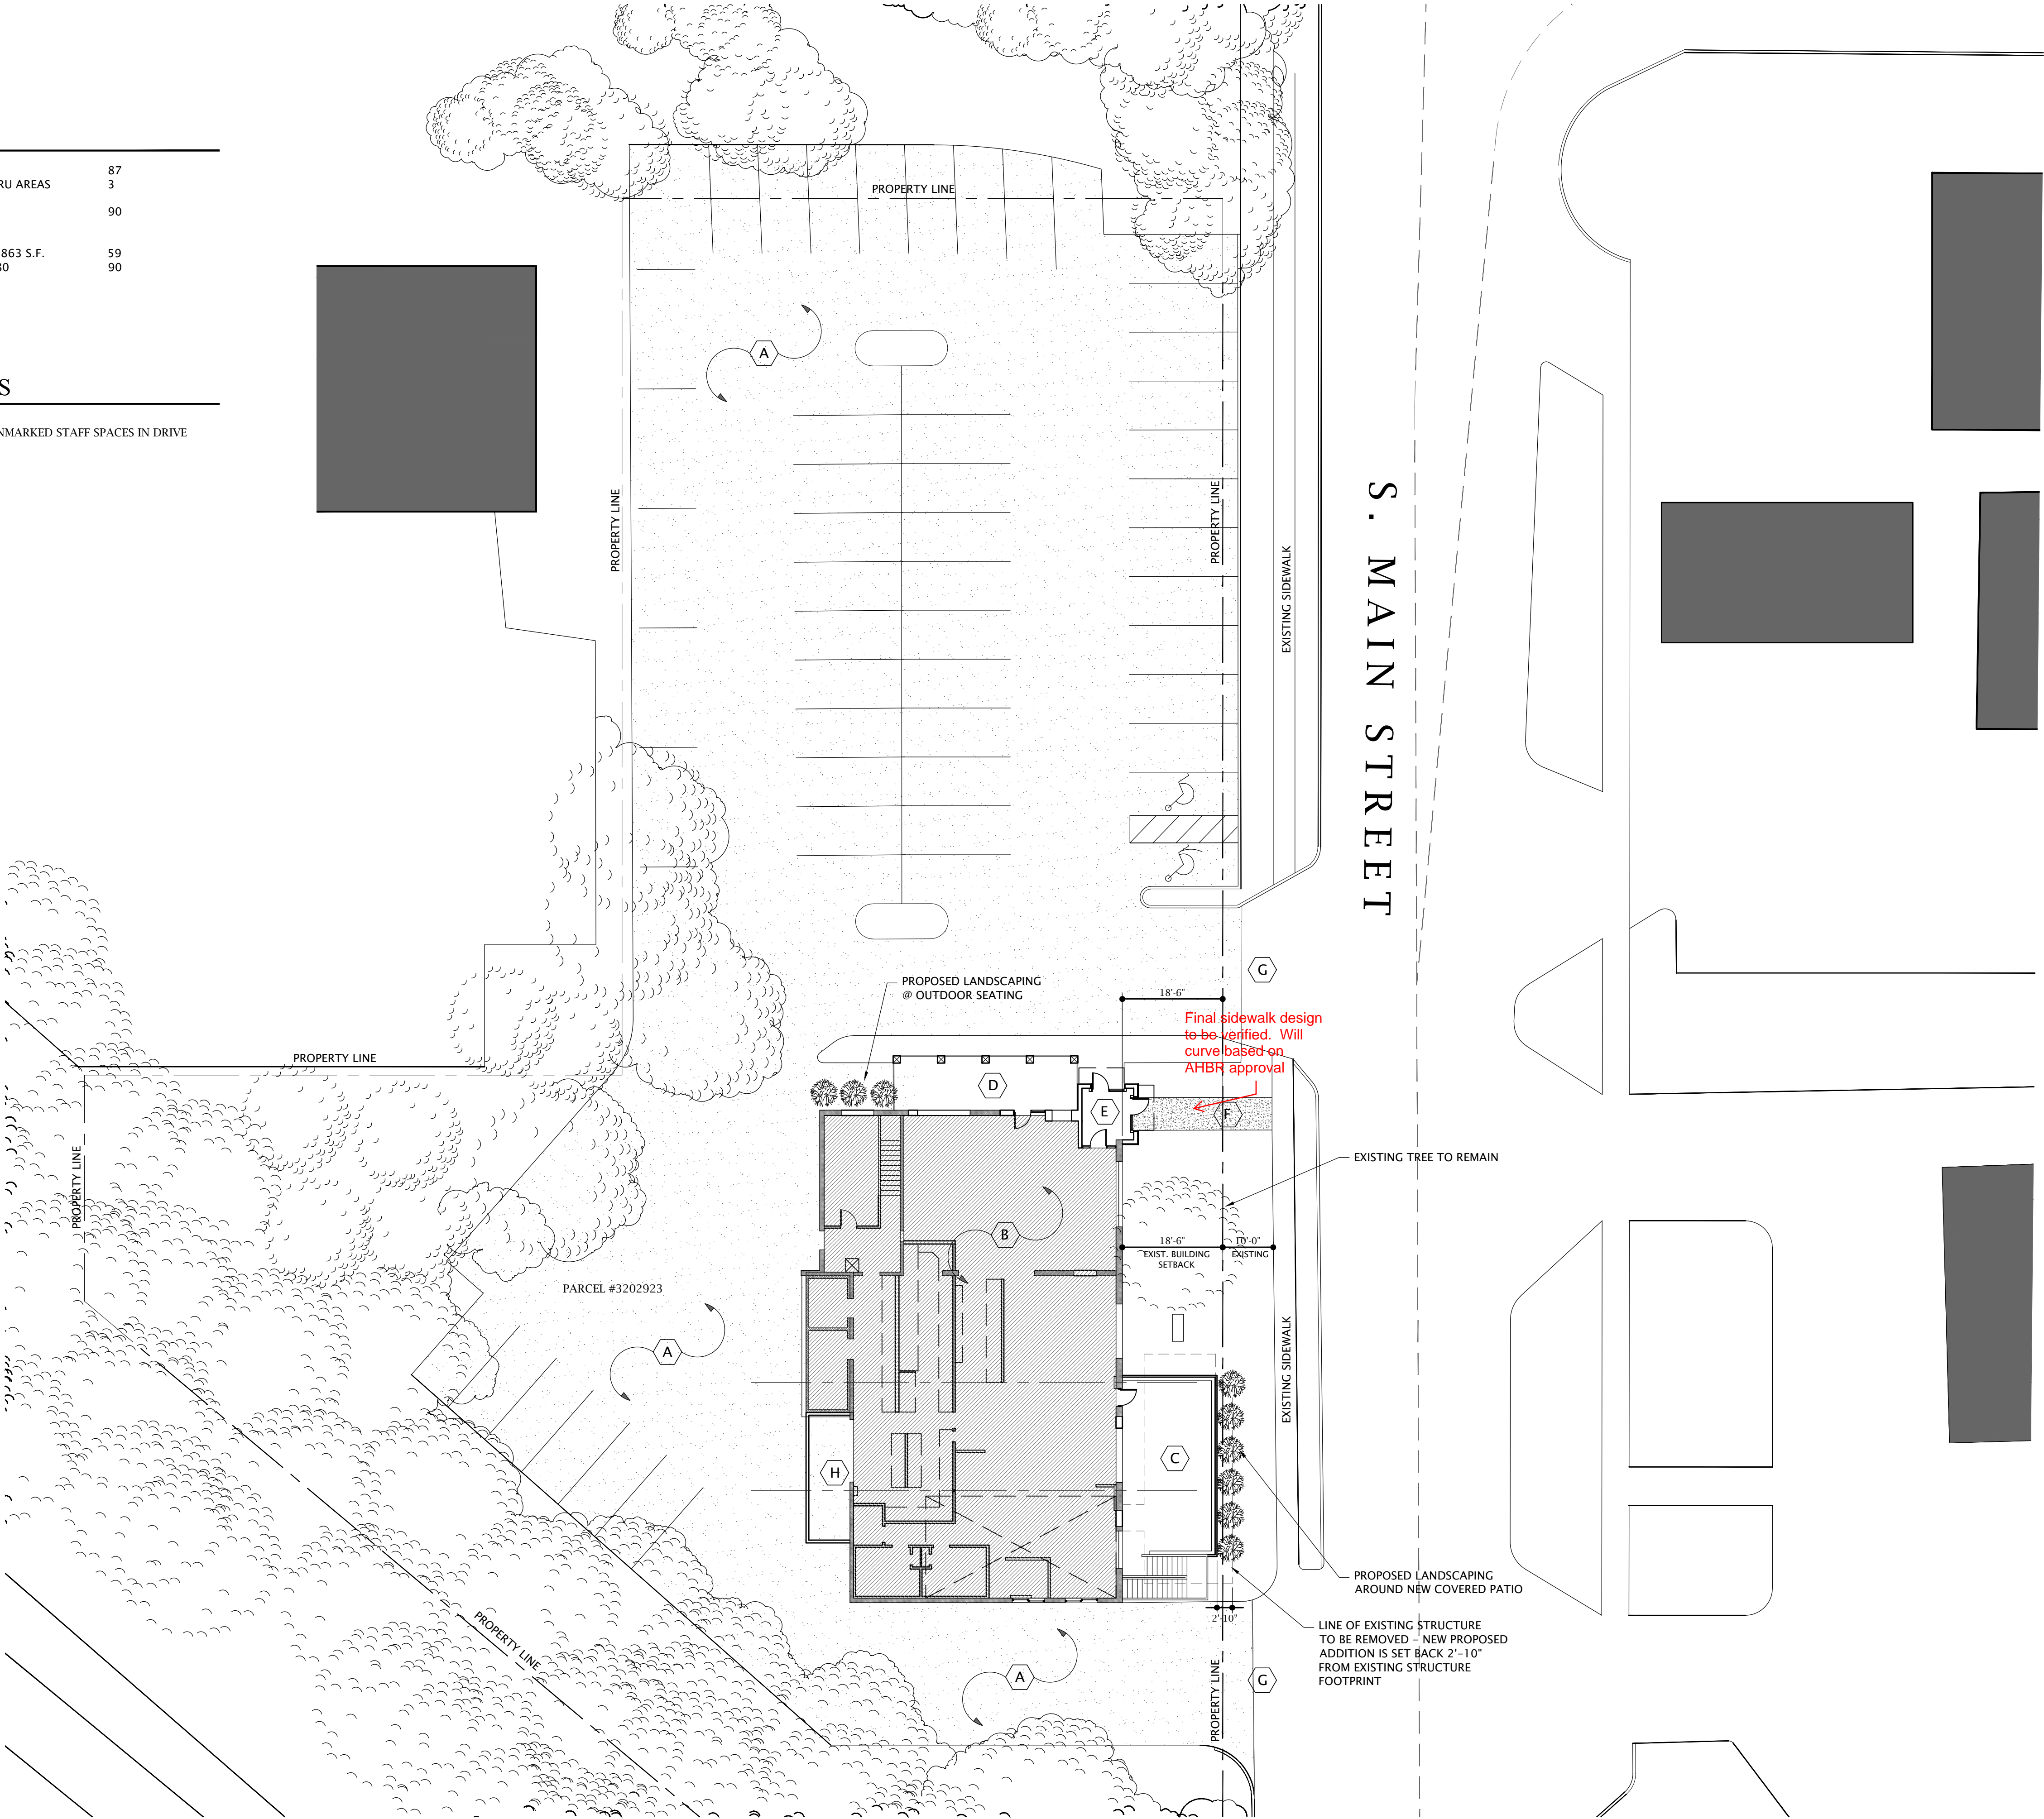 87
RU AREAS 3
90
863 S.F. 59
30 90
S
NMARKED STAFF SPACES IN DRIVE
PROPERTY LINE
A
PROPERTY LINE
PROPERTY LINE
EXISTING SIDEWALK
S. MAIN STREET
G
PROPOSED LANDSCAPING
@ OUTDOOR SEATING
18'-6"
Final sidewalk design
to be verified. Will
curve based on
AHBR approval
PROPERTY LINE
D
E
F
PROPERTY LINE
EXISTING TREE TO REMAIN
B
18'-6"
EXIST. BUILDING
SETBACK
10'-0"
EXISTING
PARCEL #3202923
A
EXISTING SIDEWALK
C
H
PROPOSED LANDSCAPING
AROUND NEW COVERED PATIO
2'-10"
LINE OF EXISTING STRUCTURE
TO BE REMOVED - NEW PROPOSED
ADDITION IS SET BACK 2'-10"
FROM EXISTING STRUCTURE
FOOTPRINT
PROPERTY LINE
A
PROPERTY LINE
G